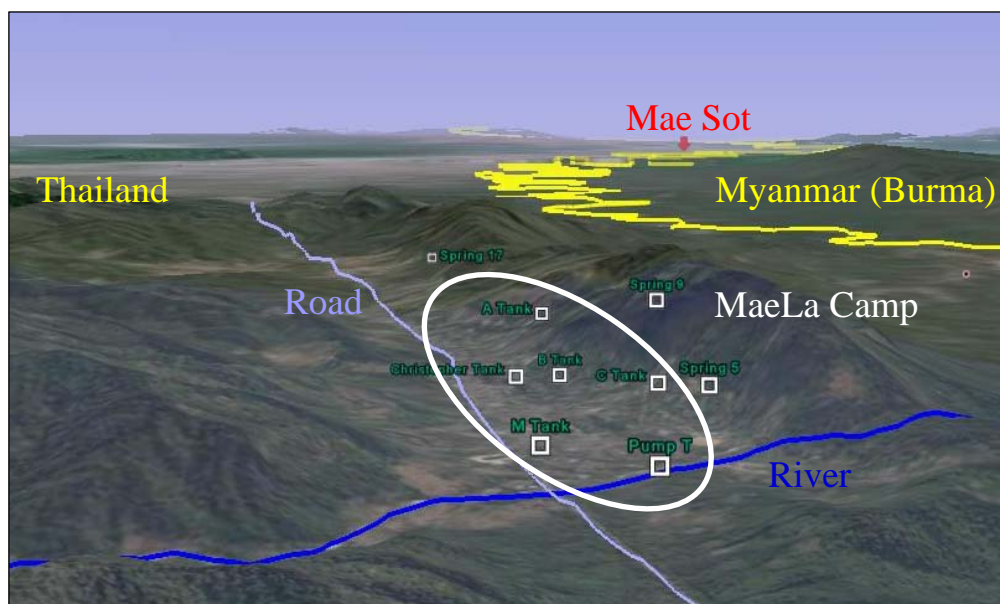 Mae Sot
Thailand
Myanmar (Burma)
Spring 17
Spring 9
Road
A Tank
MaeLa Camp
B Tank
Christopher Tank
C Tank
Spring 5
M Tank
Pump T
River